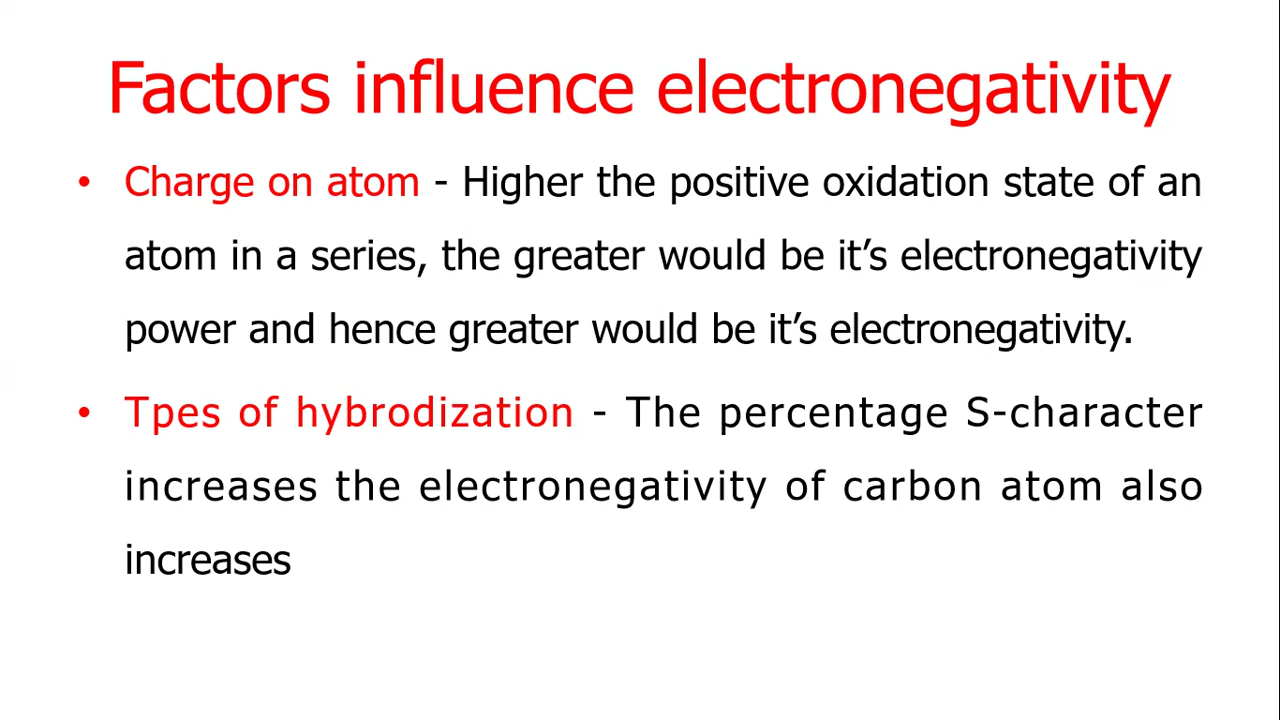 Factors influence electronegativity
• Charge on atom - Higher the positive oxidation state of an
atom in a series, the greater would be it’s electronegativity
power and hence greater would be it’s electronegativity.
• Tpes of hybrodization - The percentage S-character
increases the electronegativity of carbon atom also
increases